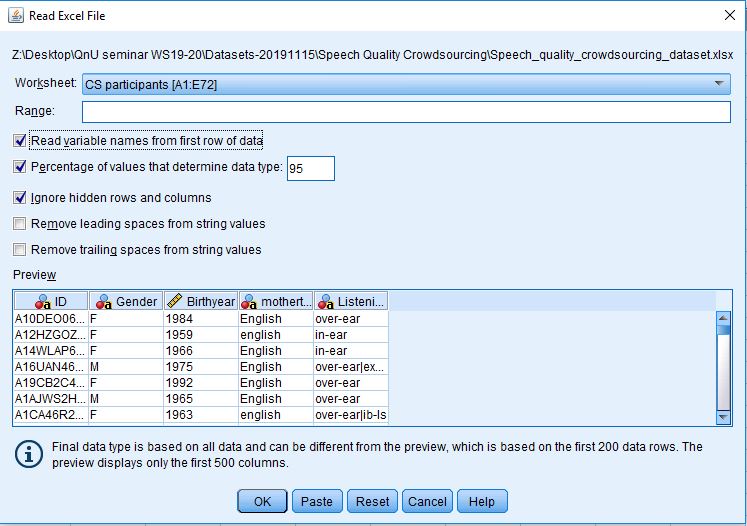 Read Excel File
Z:\Desktop\QnU seminar WS19-20\Datasets-20191115\Speech Quality Crowdsourcing\Speech_quality_crowdsourcing_dataset.xlsx
Worksheet: CS participants [A1:E72]
Range:
Read variable names from first row of data
Percentage of values that determine data type: 95
Ignore hidden rows and columns
Remove leading spaces from string values
Remove trailing spaces from string values
Preview
ID Gender Birthyear mothert... Listeni...
A10DEO06... F 1984 English over-ear
A12HZGOZ... F 1959 english in-ear
A14WLAP6... F 1966 English in-ear
A16UAN46... M 1975 English over-ear|ex...
A19CB2C4... F 1992 English over-ear
A1AJWS2H... M 1965 English over-ear
A1CA46R2... F 1963 english over-ear|ib-ls
Final data type is based on all data and can be different from the preview, which is based on the first 200 data rows. The
preview displays only the first 500 columns.
OK Paste Reset Cancel Help